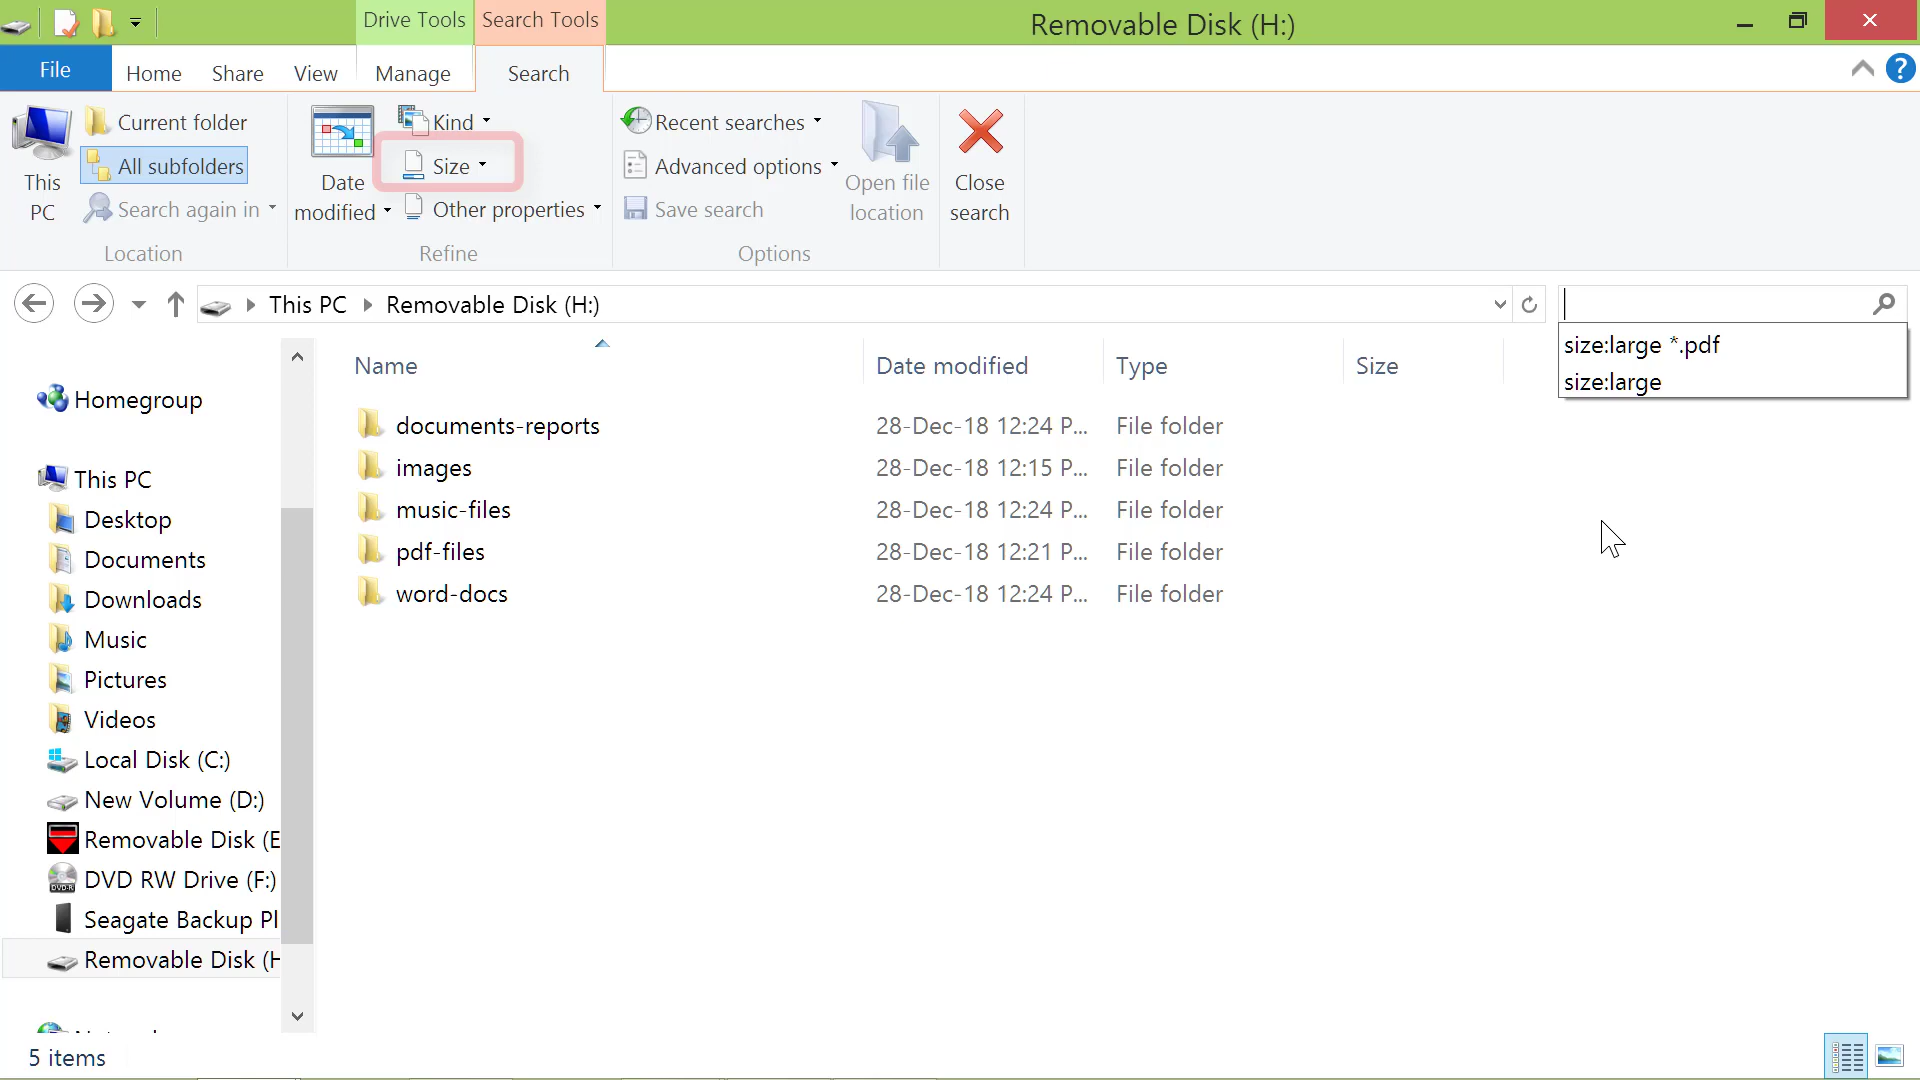 Drive Tools
Search Tools
Removable Disk (H:)
File
Home
Share
View
Manage
Search
This PC
Current folder
All subfolders
Search again in
Location
Date modified
Kind
Size
Other properties
Refine
Recent searches
Advanced options
Save search
Options
Open file location
Close search
This PC
Removable Disk (H:)
size:large *.pdf
size:large
Homegroup
This PC
Desktop
Documents
Downloads
Music
Pictures
Videos
Local Disk (C:)
New Volume (D:)
Removable Disk (E
DVD RW Drive (F:)
Seagate Backup Pl
Removable Disk (H
Name Date modified Type Size
documents-reports 28-Dec-18 12:24 P... File folder
images 28-Dec-18 12:15 P... File folder
music-files 28-Dec-18 12:24 P... File folder
pdf-files 28-Dec-18 12:21 P... File folder
word-docs 28-Dec-18 12:24 P... File folder
5 items